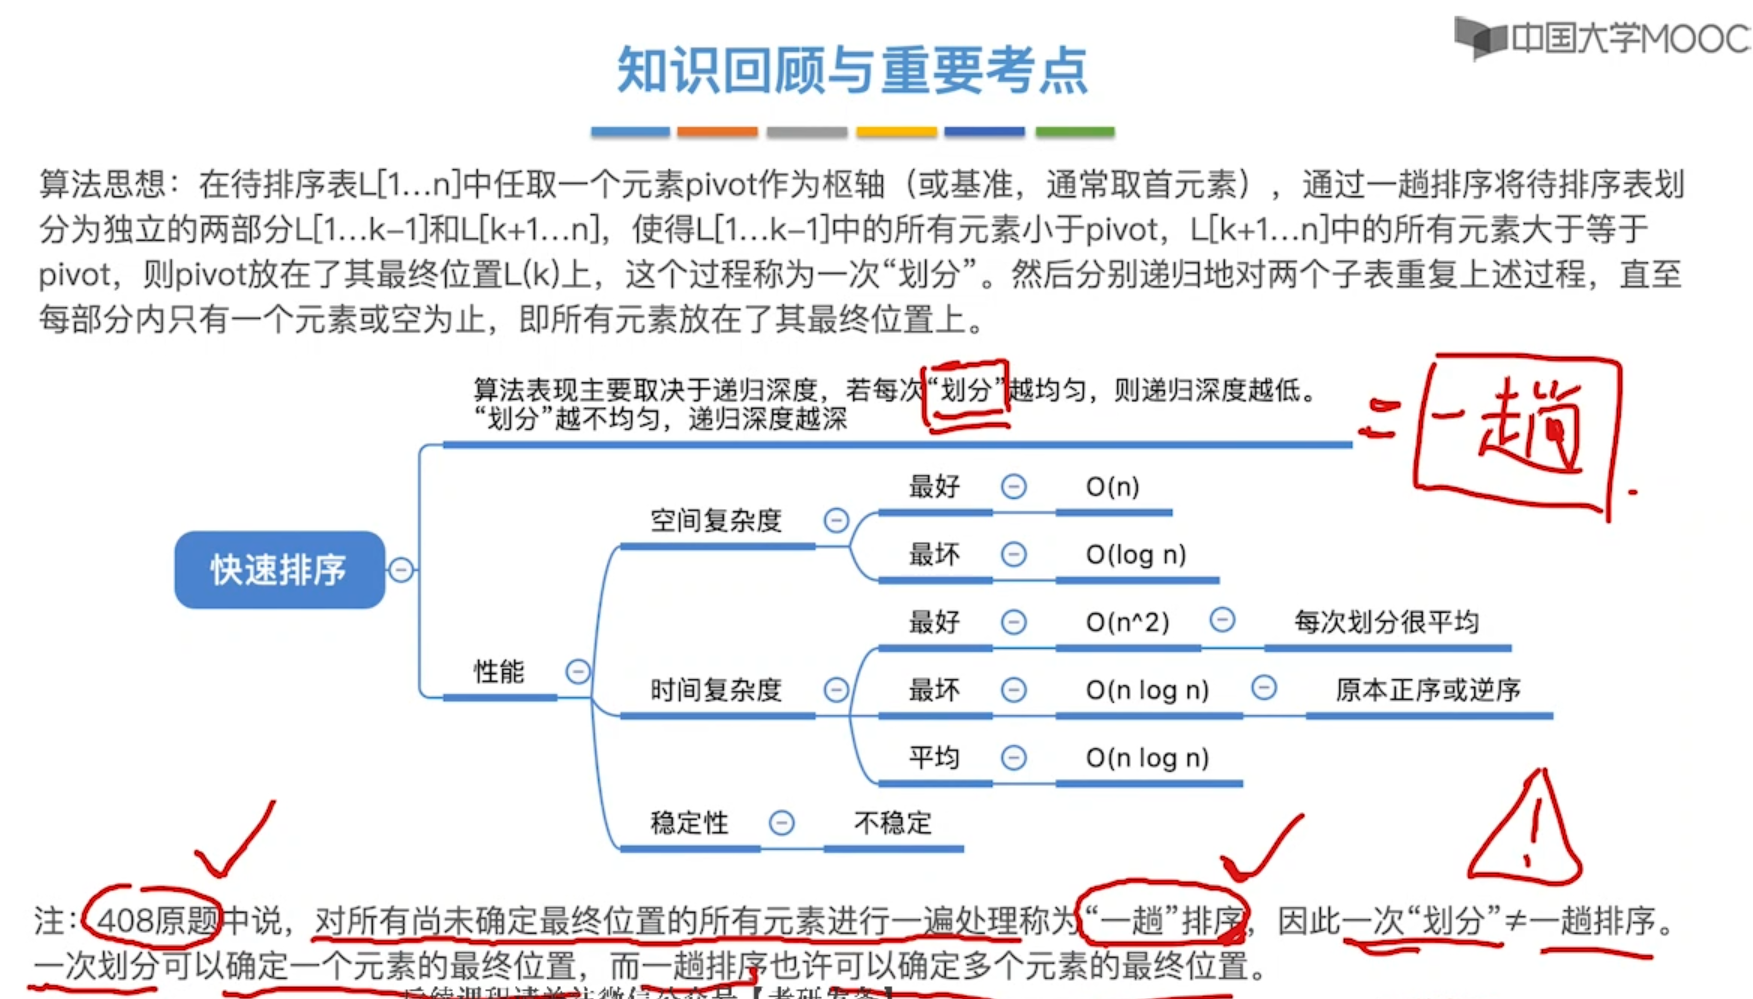 中国大学MOOC
知识回顾与重要考点
算法思想：在待排序表L[1…n]中任取一个元素pivot作为枢轴（或基准，通常取首元素），通过一趟排序将待排序表划
分为独立的两部分L[1…k-1]和L[k+1…n]，使得L[1…k-1]中的所有元素小于pivot，L[k+1…n]中的所有元素大于等于
pivot，则pivot放在了其最终位置L(k)上，这个过程称为一次“划分”。然后分别递归地对两个子表重复上述过程，直至
每部分内只有一个元素或空为止，即所有元素放在了其最终位置上。
算法表现主要取决于递归深度，若每次“划分”越均匀，则递归深度越低。
“划分”越不均匀，递归深度越深
= 一趟
快速排序
性能
空间复杂度
最好
O(n)
最坏
O(log n)
时间复杂度
最好
O(n^2)
每次划分很平均
最坏
O(n log n)
原本正序或逆序
平均
O(n log n)
稳定性
不稳定
!
注：408原题中说，对所有尚未确定最终位置的所有元素进行一遍处理称为“一趟”排序，因此一次“划分”≠一趟排序。
一次划分可以确定一个元素的最终位置，而一趟排序也许可以确定多个元素的最终位置。
后续课程请关注微信公众号【考研发条】